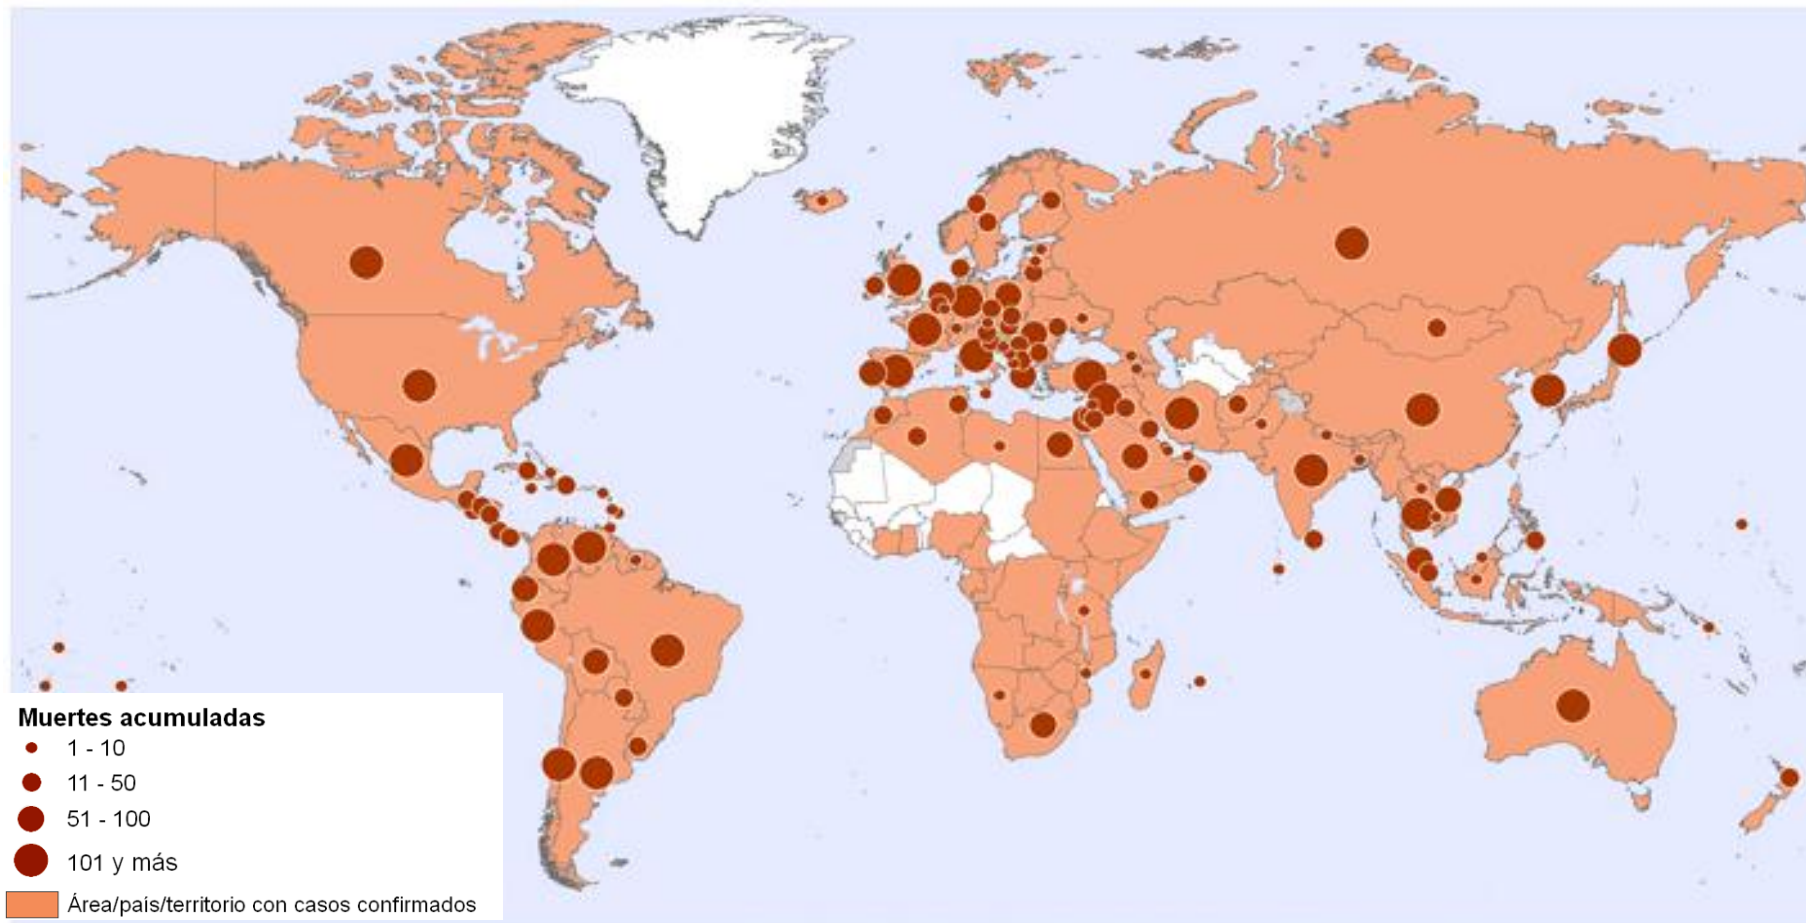 Muertes acumuladas
1 - 10
11 - 50
51 - 100
101 y más
Área/país/territorio con casos confirmados